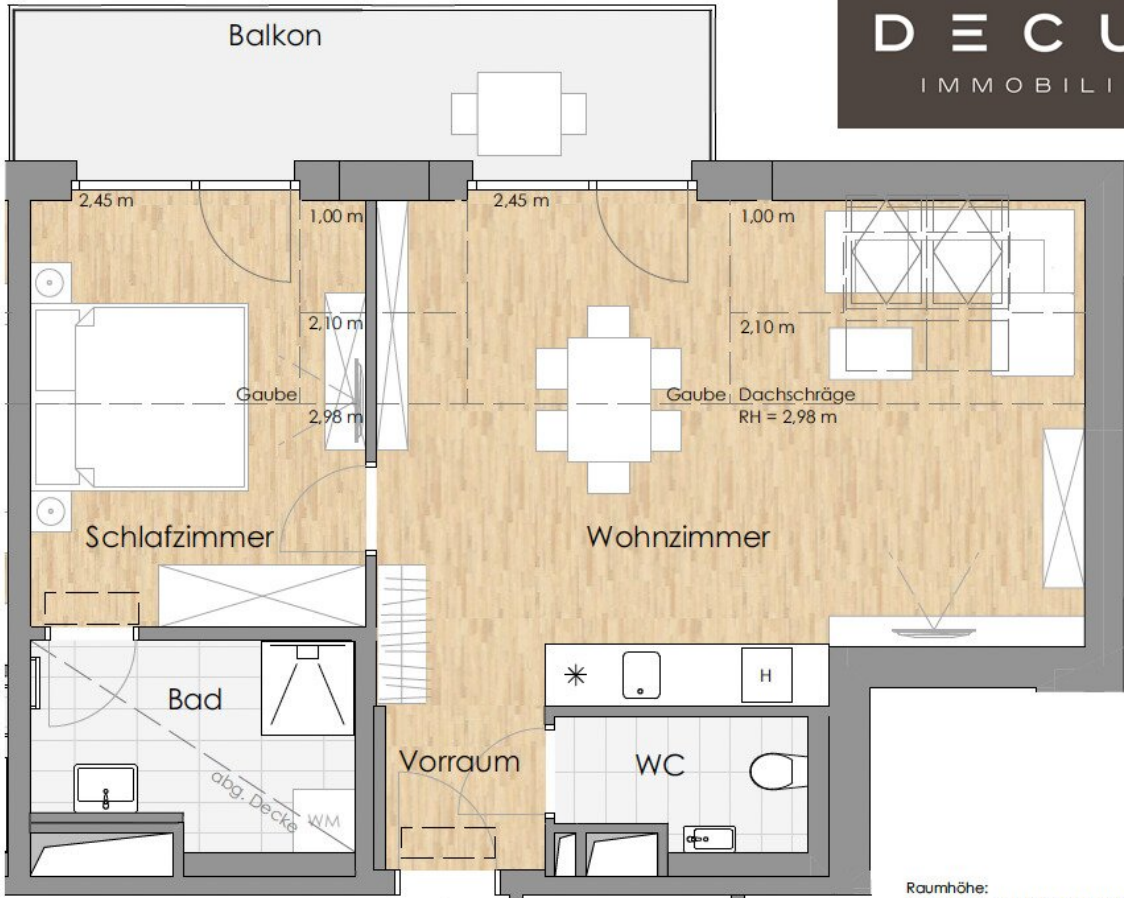 Balkon
D E C U
IMMOBILI
2,45 m
1,00 m
2,45 m
1,00 m
2,10 m
2,10 m
Gaube
2,98 m
Gaube
Dachschräge
RH = 2,98 m
Schlafzimmer
Wohnzimmer
H
Bad
Vorraum
WC
abg. Decke
WM
Raumhöhe: